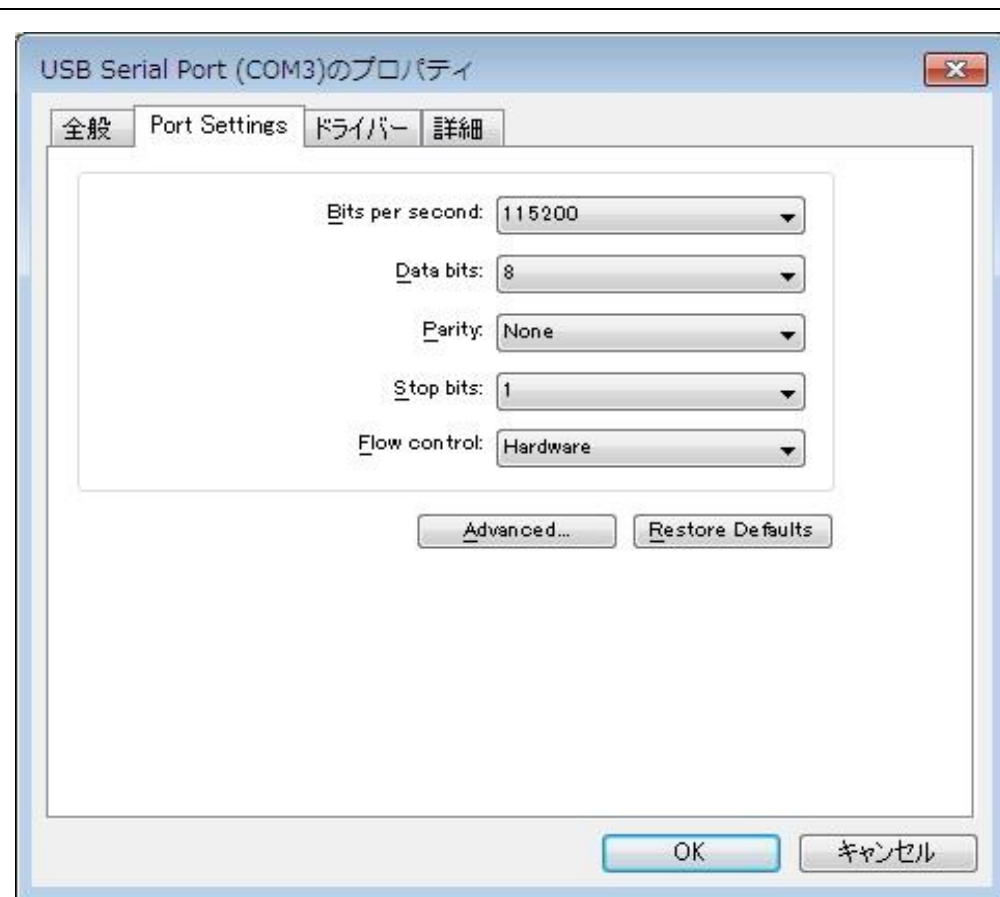 USB Serial Port (COM3)のプロパティ
全般 Port Settings ドライバー 詳細
Bits per second: 115200
Data bits: 8
Parity: None
Stop bits: 1
Flow control: Hardware
Advanced... Restore Defaults
OK キャンセル